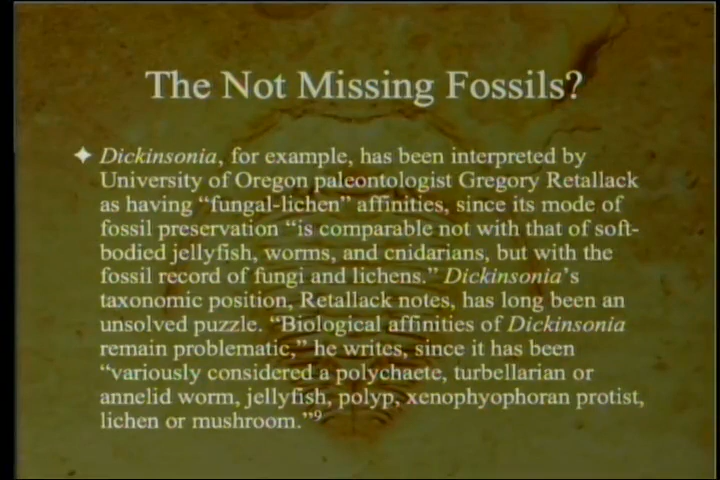 The Not Missing Fossils?
✦ Dickinsonia, for example, has been interpreted by
University of Oregon paleontologist Gregory Retallack
as having “fungal-lichen” affinities, since its mode of
fossil preservation “is comparable not with that of soft-
bodied jellyfish, worms, and cnidarians, but with the
fossil record of fungi and lichens.” Dickinsonia’s
taxonomic position, Retallack notes, has long been an
unsolved puzzle. “Biological affinities of Dickinsonia
remain problematic,” he writes, since it has been
“variously considered a polychaete, turbellarian or
annelid worm, jellyfish, polyp, xenophyophoran protist,
lichen or mushroom.”⁹